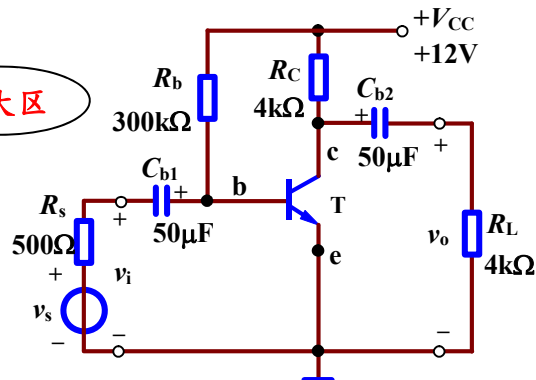 +V_CC
+12V
R_b
300kΩ
R_C
4kΩ
C_b2
+
50μF
大区
C_b1
+
50μF
b
c
T
e
R_s
500Ω
+
v_s
−
+
v_i
−
+
v_o
−
R_L
4kΩ